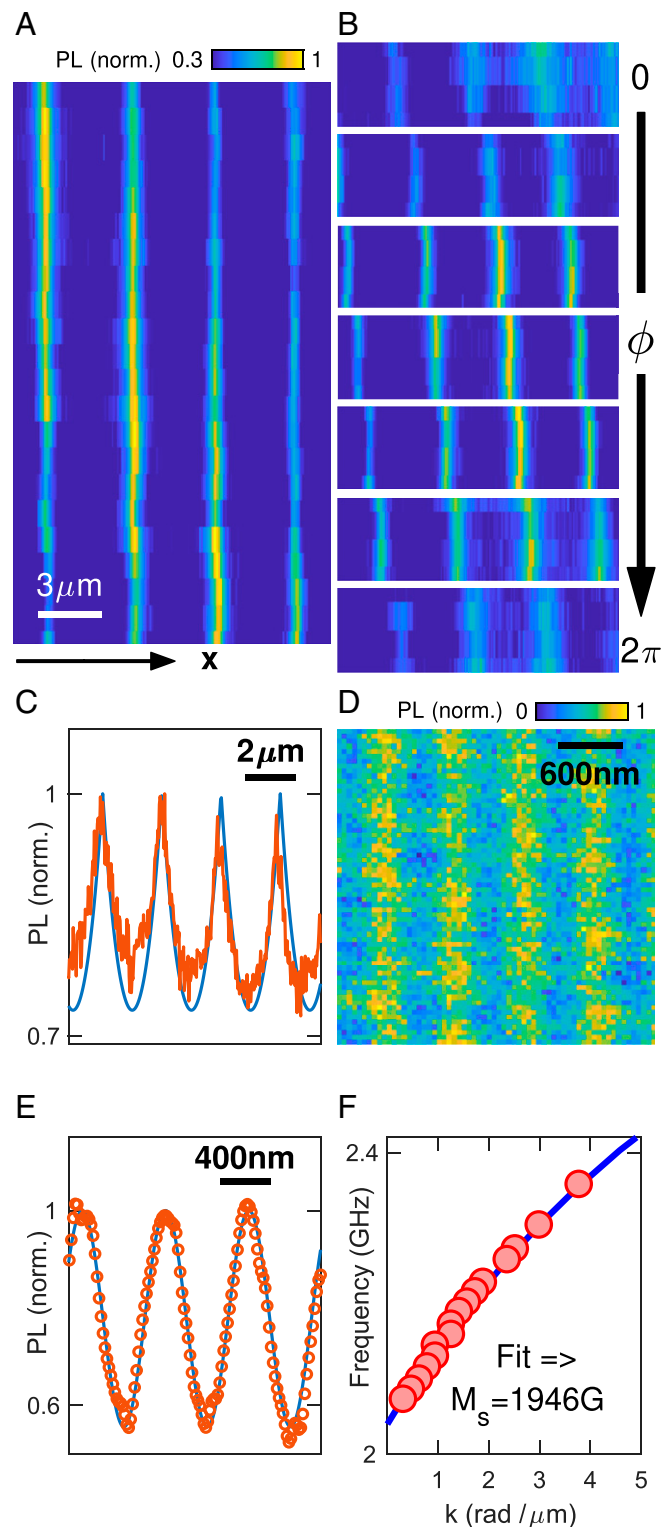 A
B
PL (norm.) 0.3 1
0
ϕ
2π
3μm
x
C
D
PL (norm.) 0 1
2μm
600nm
1
PL (norm.)
0.7
E
F
400nm
1
PL (norm.)
0.6
2.4
Frequency (GHz)
2
Fit =>
Mₛ=1946G
1 2 3 4 5
k (rad /μm)